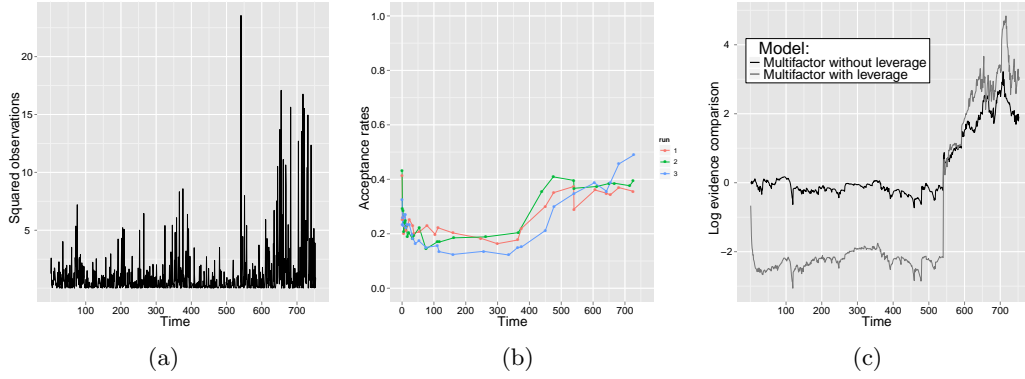 Squared observations
20
15
10
5
100 200 300 400 500 600 700
Time
(a)
Acceptance rates
1.0
0.8
0.6
0.4
0.2
0.0
0 100 200 300 400 500 600 700
Time
run
1
2
3
(b)
Log evidence comparison
4
2
0
−2
Model:
Multifactor without leverage
Multifactor with leverage
100 200 300 400 500 600 700
Time
(c)